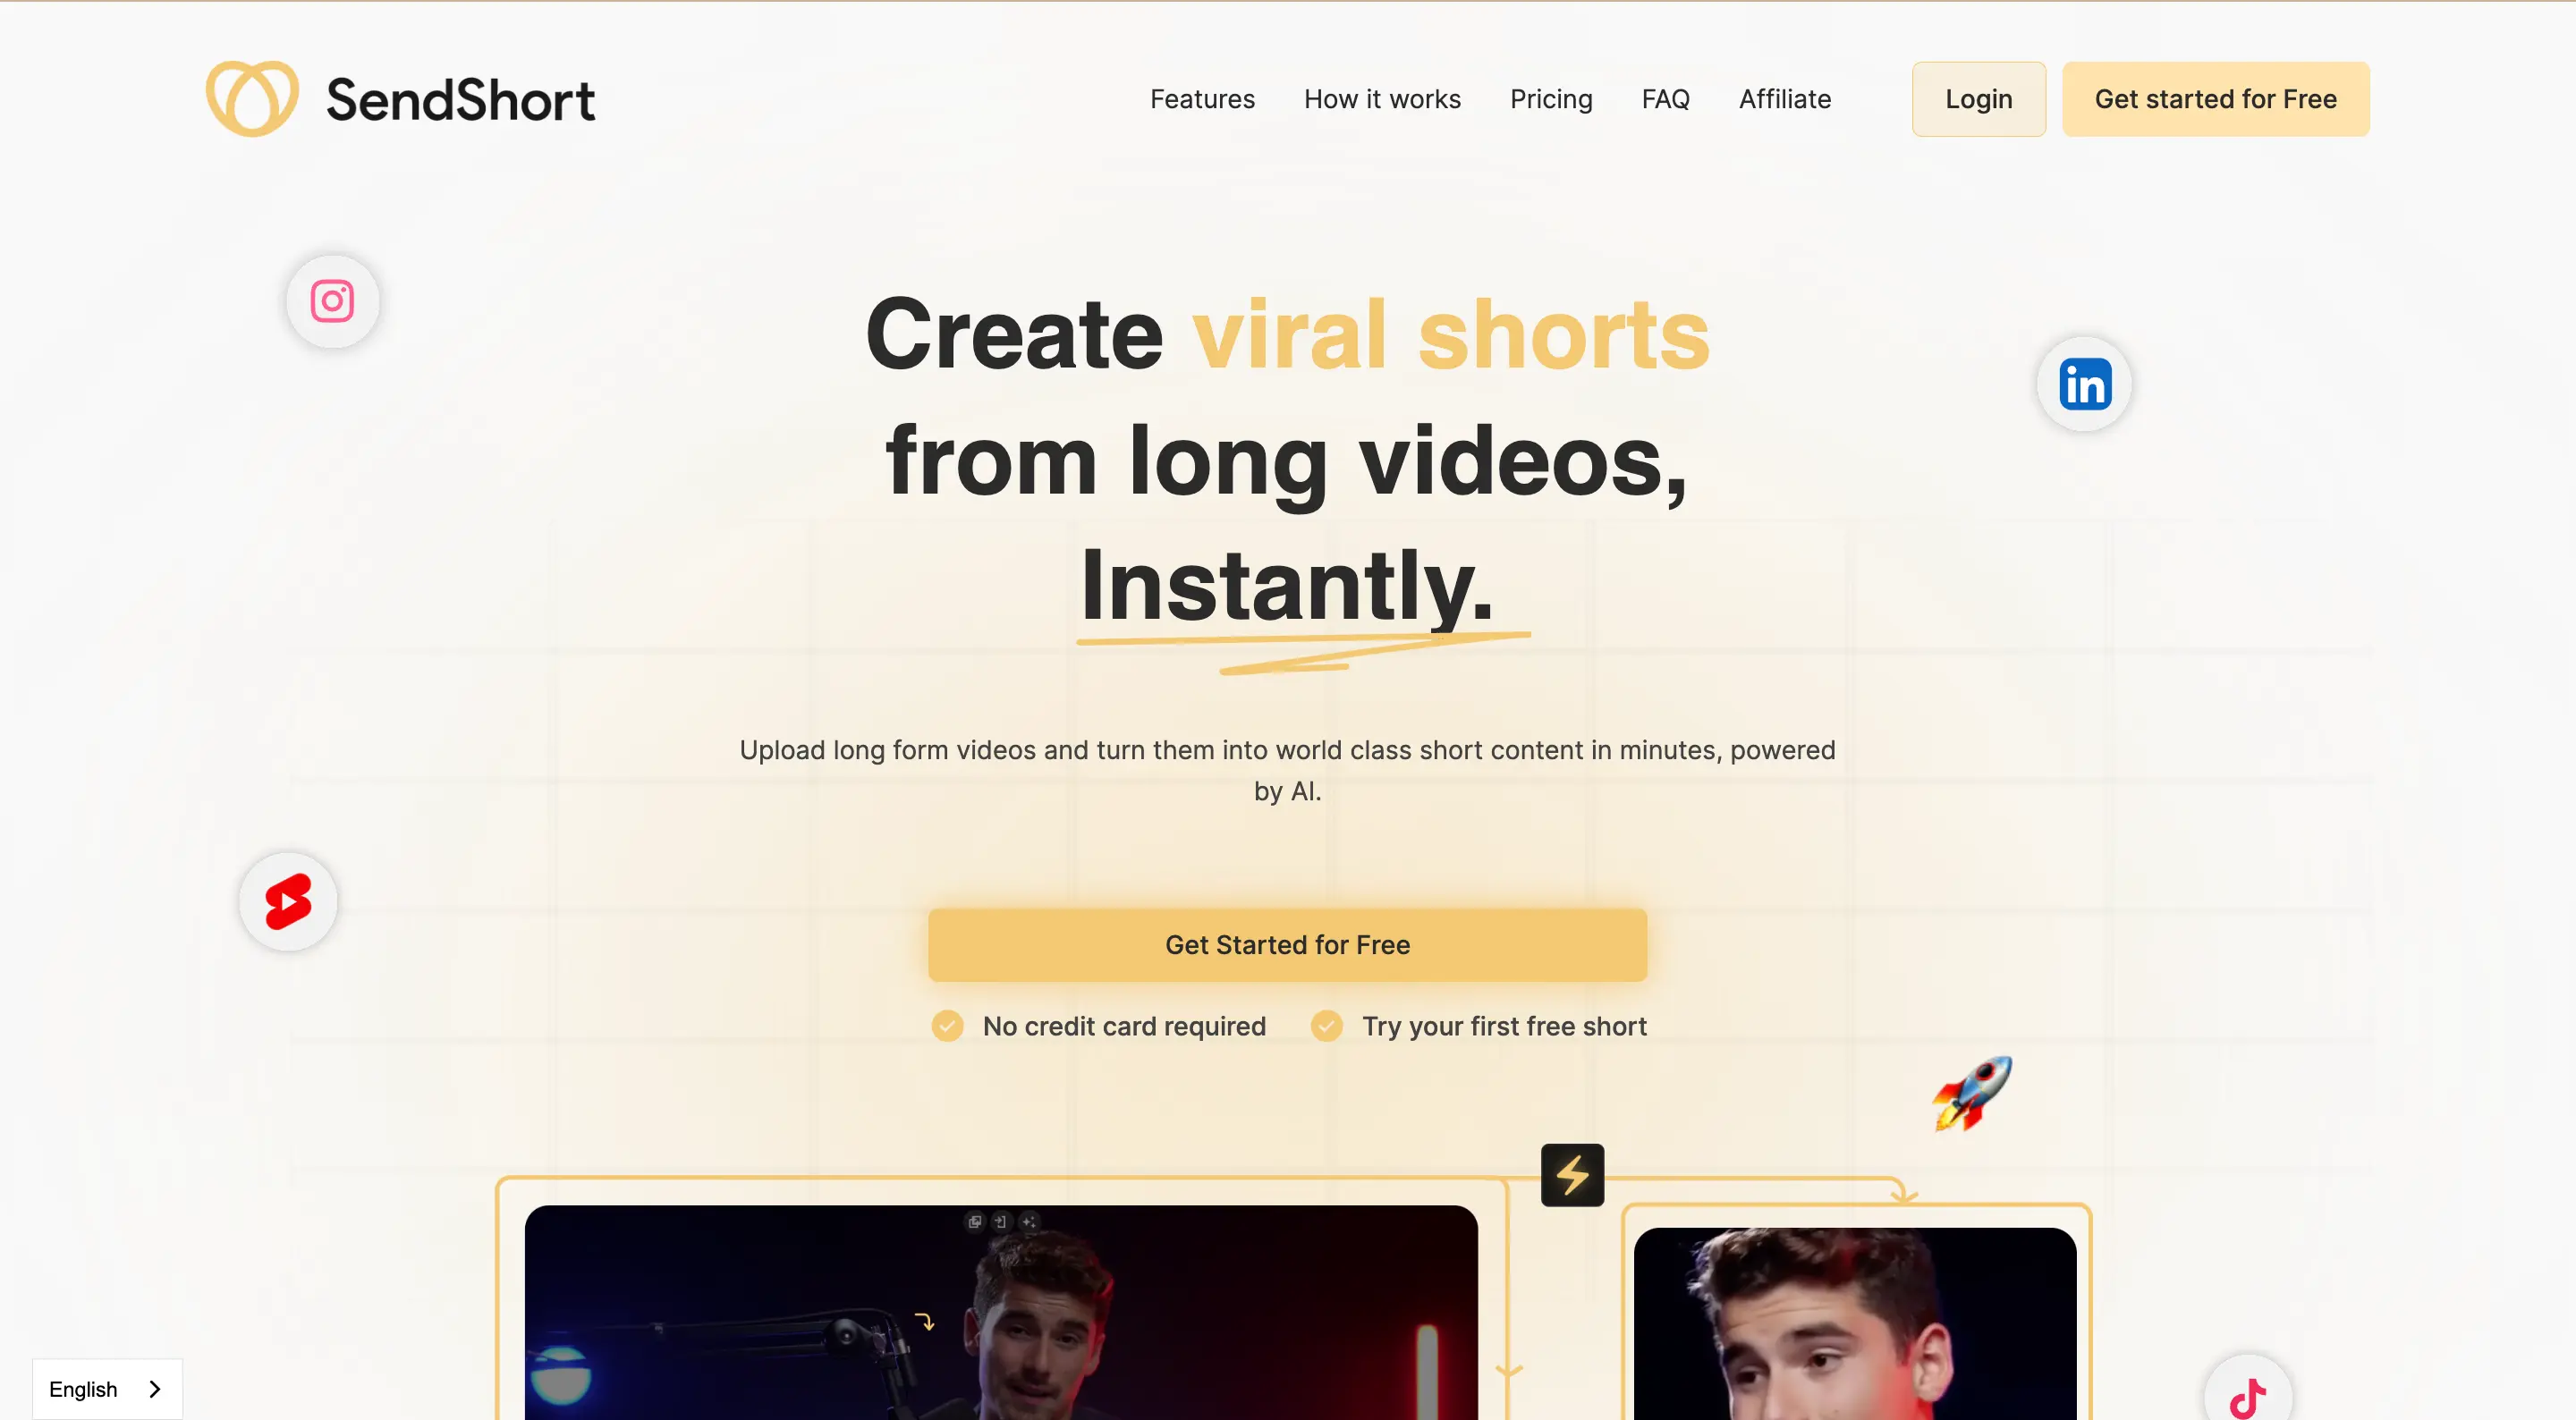 SendShort
Features
How it works
Pricing
FAQ
Affiliate
Login
Get started for Free
Create viral shorts
from long videos,
Instantly.
in
Upload long form videos and turn them into world class short content in minutes, powered
by AI.
Get Started for Free
No credit card required
Try your first free short
English